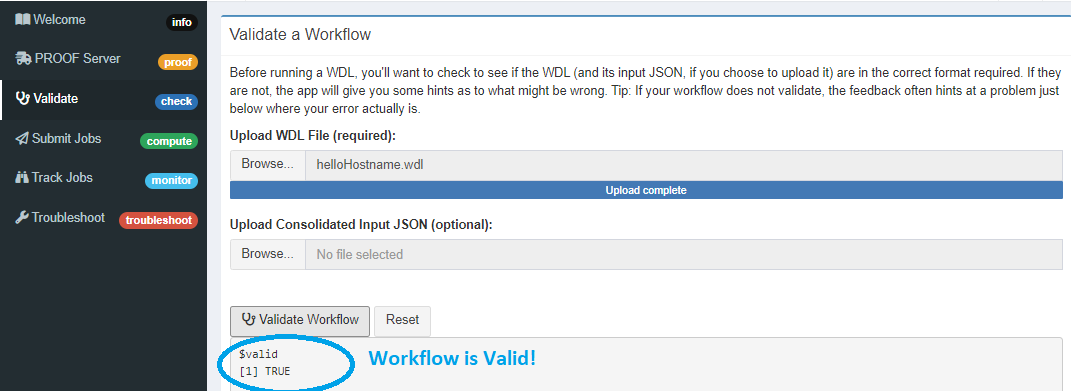 Welcome info
PROOF Server proof
Validate check
Submit Jobs compute
Track Jobs monitor
Troubleshoot troubleshoot
Validate a Workflow
Before running a WDL, you'll want to check to see if the WDL (and its input JSON, if you choose to upload it) are in the correct format required. If they
are not, the app will give you some hints as to what might be wrong. Tip: If your workflow does not validate, the feedback often hints at a problem just
below where your error actually is.
Upload WDL File (required):
Browse... helloHostname.wdl
Upload complete
Upload Consolidated Input JSON (optional):
Browse... No file selected
Validate Workflow Reset
$valid
[1] TRUE
Workflow is Valid!